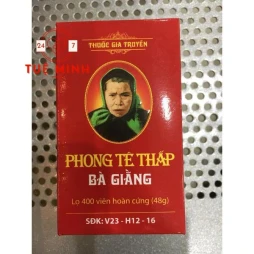 24
7
TUỆ MINH
THUỐC GIA TRUYỀN
PHONG TÊ THẤP
BÀ GIẰNG
Lọ 400 viên hoàn cứng (48g)
SĐK: V23 - H12 - 16